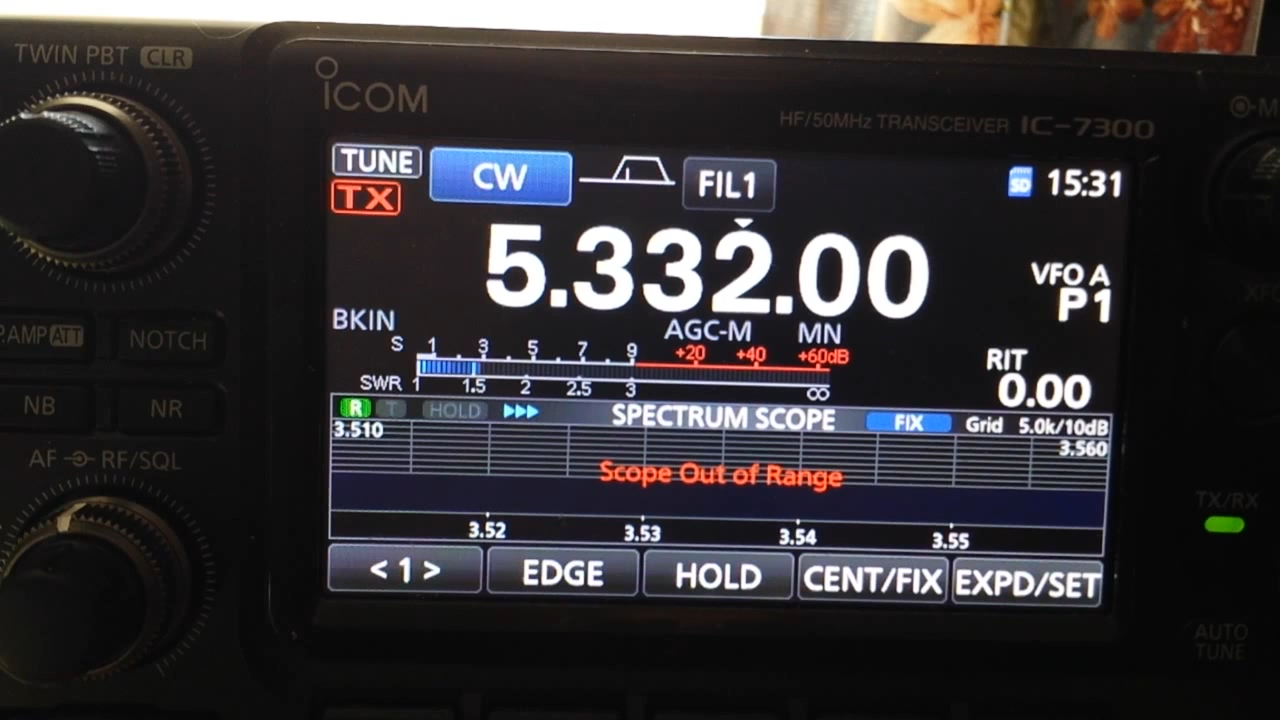 TWIN PBT CLR
ICOM
HF/50MHz TRANSCEIVER IC-7300
TUNE CW FIL1 SD 15:31
TX
5.332.00
VFO A
P1
BKIN AGC-M MN
S 1 3 5 7 9 +20 +40 +60dB
SWR 1 1.5 2 2.5 3 ∞
RIT
0.00
P.AMP ATT NOTCH
NB NR
AF RF/SQL
R T HOLD SPECTRUM SCOPE FIX Grid 5.0k/10dB
3.510 3.560
Scope Out of Range
3.52 3.53 3.54 3.55
< 1 > EDGE HOLD CENT/FIX EXPD/SET
TX/RX
AUTO
TUNE